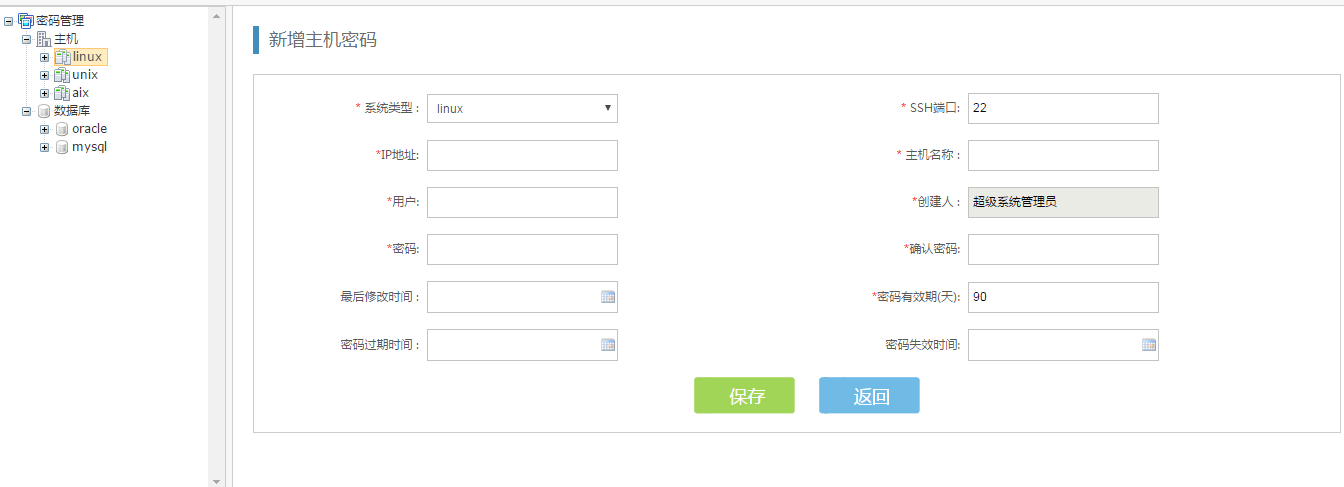 密码管理
主机
linux
unix
aix
数据库
oracle
mysql
新增主机密码
* 系统类型 : linux
* SSH端口: 22
*IP地址:
* 主机名称 :
*用户:
*创建人 : 超级系统管理员
*密码:
*确认密码:
最后修改时间 :
*密码有效期(天): 90
密码过期时间 :
密码失效时间:
保存
返回